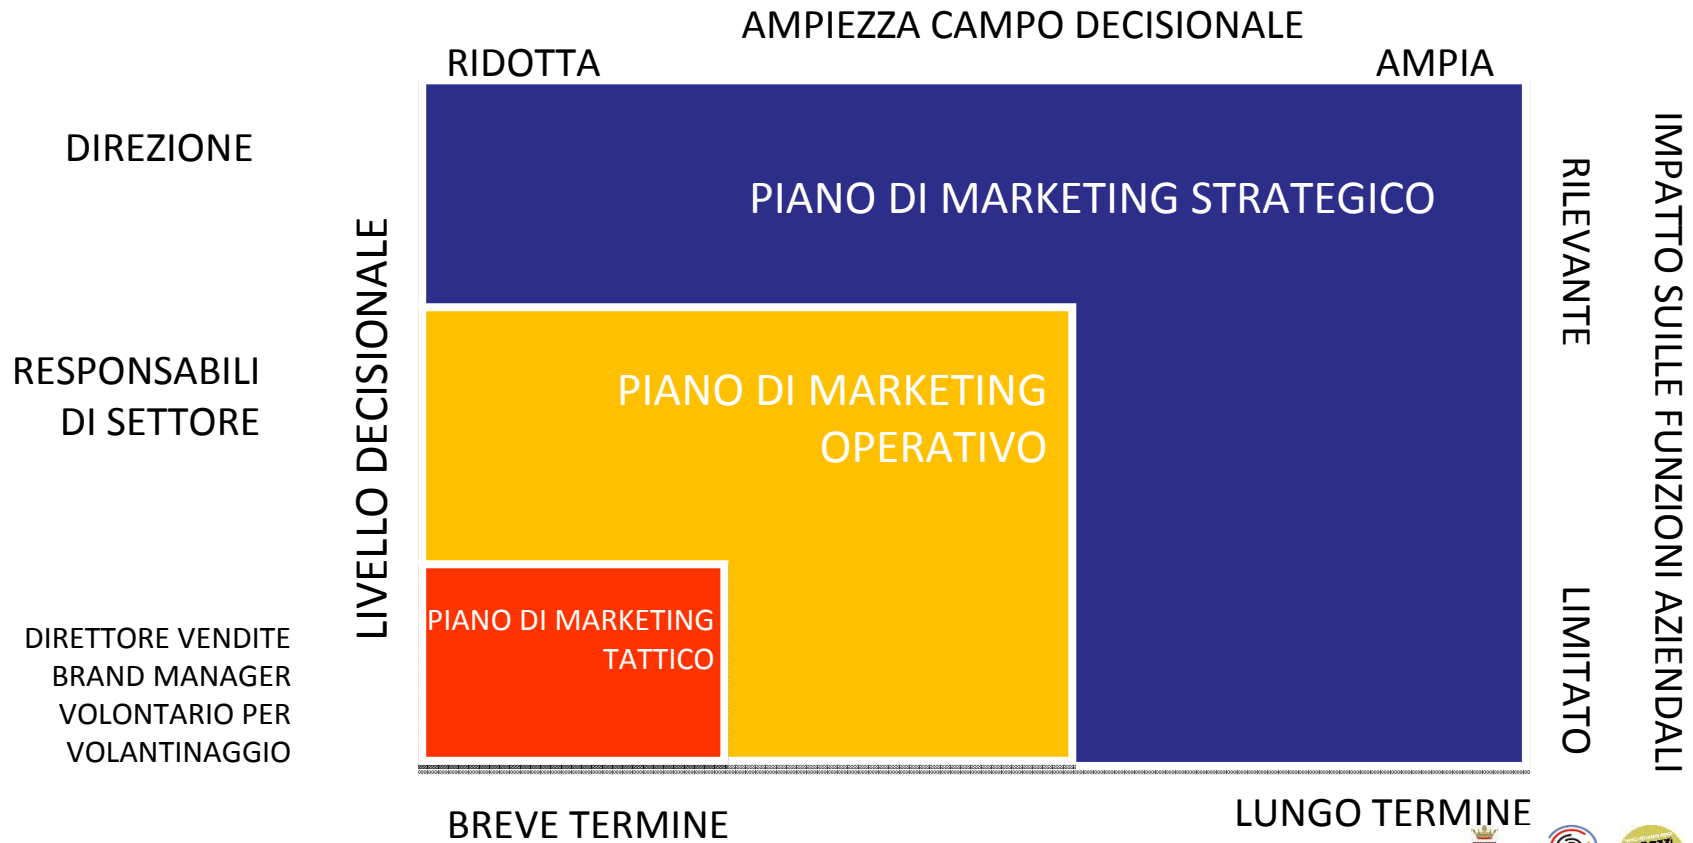 AMPIEZZA CAMPO DECISIONALE
RIDOTTA
AMPIA
DIREZIONE
PIANO DI MARKETING STRATEGICO
RILEVANTE
IMPATTO SUILLE FUNZIONI AZIENDALI
LIVELLO DECISIONALE
RESPONSABILI
DI SETTORE
PIANO DI MARKETING
OPERATIVO
LIMITATO
PIANO DI MARKETING
TATTICO
DIRETTORE VENDITE
BRAND MANAGER
VOLONTARIO PER
VOLANTINAGGIO
BREVE TERMINE
LUNGO TERMINE